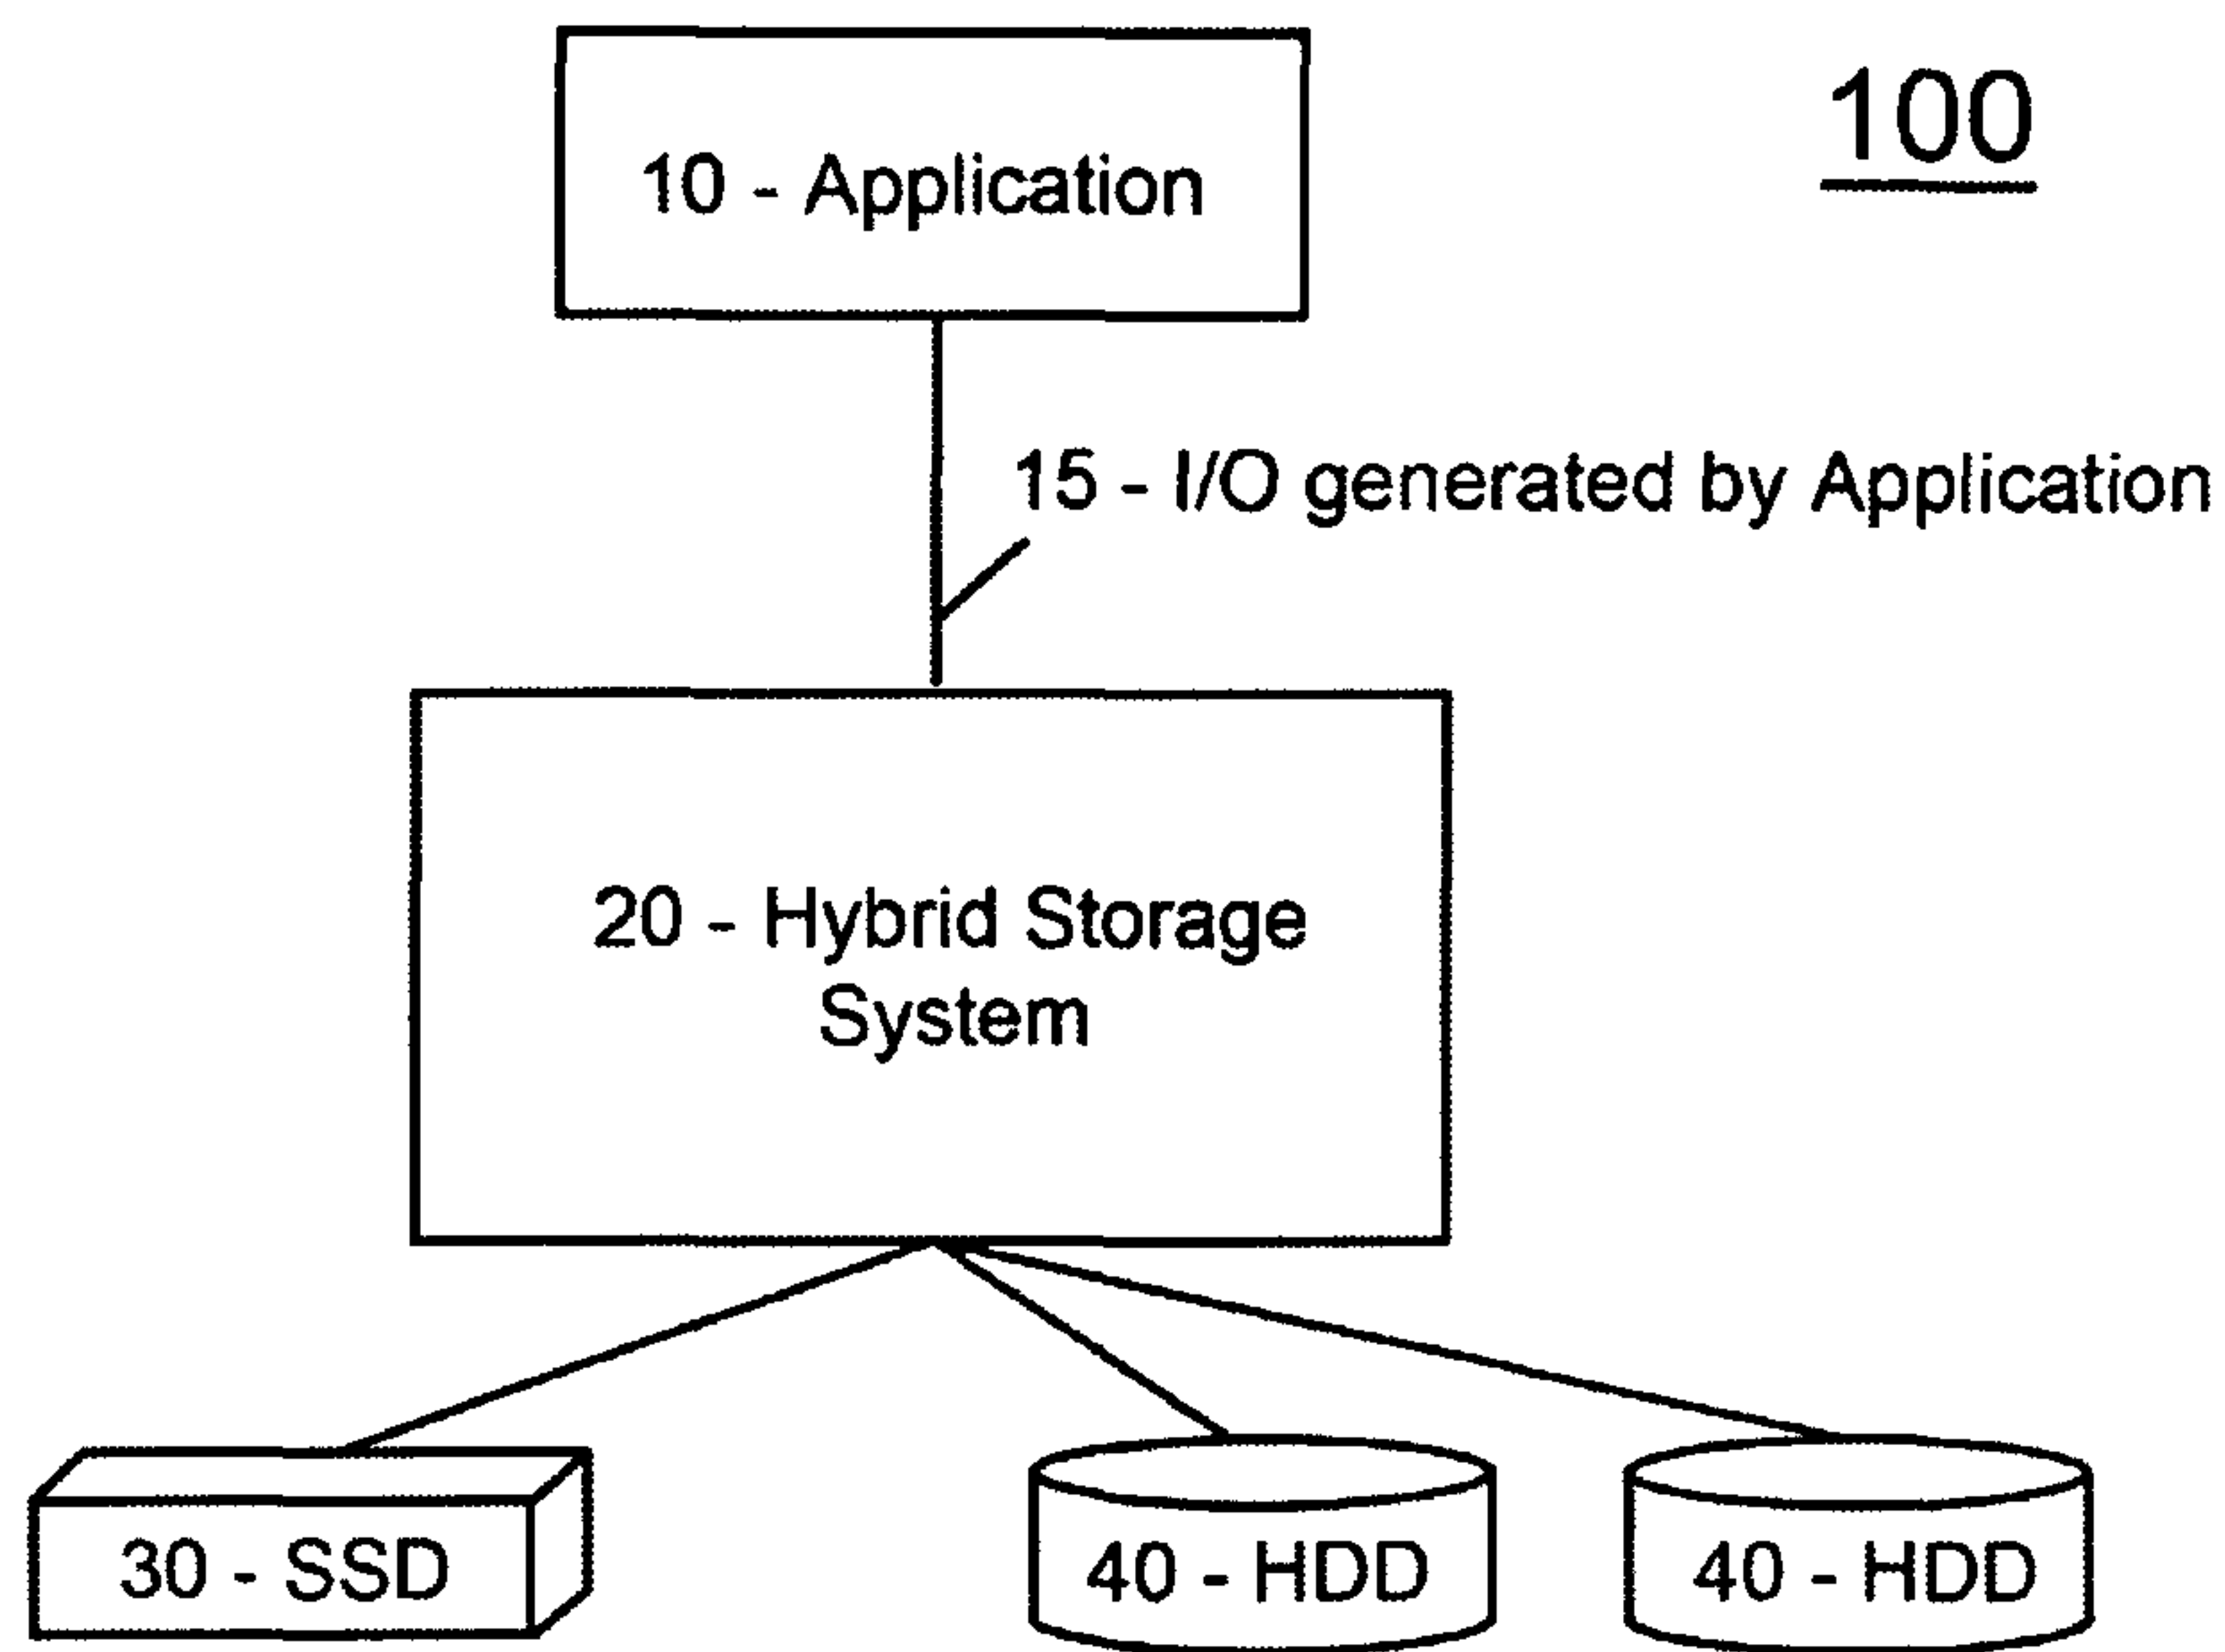 10 - Application
100
15 - I/O generated by Application
20 - Hybrid Storage
System
30 - SSD
40 - HDD
40 - HDD